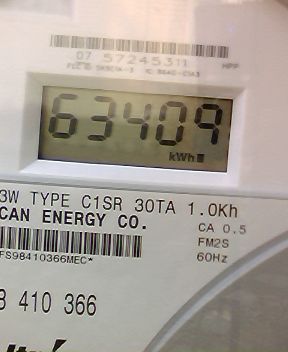 07 57245311
HPP
63409
kWh
3W TYPE C1SR 30TA 1.0Kh
CAN ENERGY CO.
CA 0.5
FM2S
60Hz
FS98410366MEC*
410 366